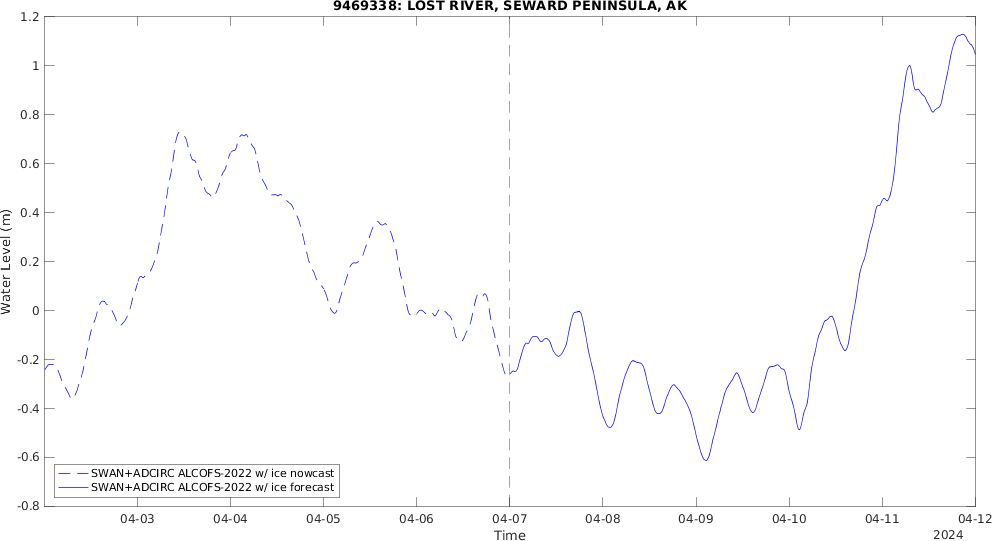 9469338: LOST RIVER, SEWARD PENINSULA, AK
1.2
1
0.8
0.6
0.4
0.2
0
-0.2
-0.4
-0.6
-0.8
Water Level (m)
SWAN+ADCIRC ALCOFS-2022 w/ ice nowcast
SWAN+ADCIRC ALCOFS-2022 w/ ice forecast
04-03 04-04 04-05 04-06 04-07 04-08 04-09 04-10 04-11 04-12
Time
2024